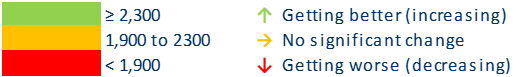 ≥ 2,300 ↑ Getting better (increasing)
1,900 to 2300 → No significant change
< 1,900 ↓ Getting worse (decreasing)